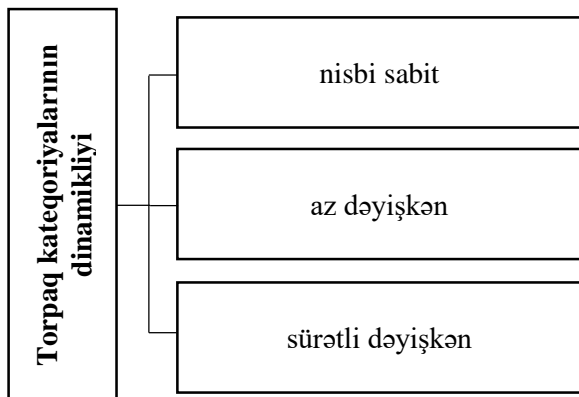 Torpaq kateqoriyalarının
dinamikliyi
nisbi sabit
az dəyişkən
sürətli dəyişkən